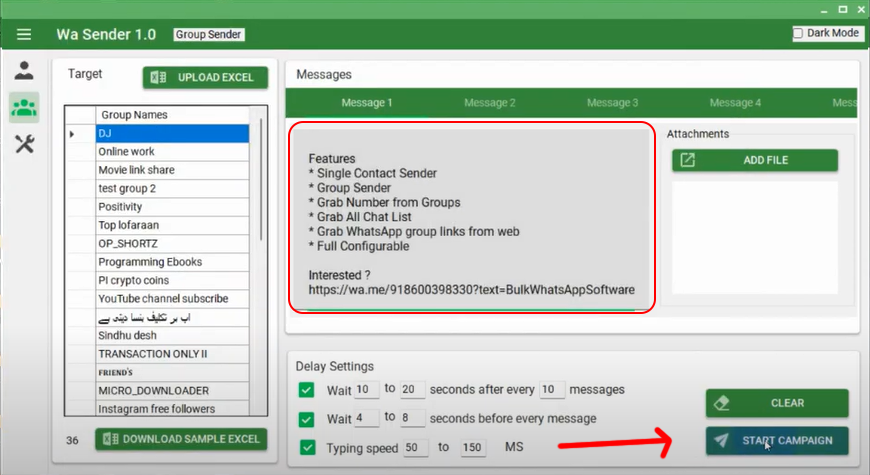 Wa Sender 1.0
Group Sender
Dark Mode
Target
UPLOAD EXCEL
Group Names
DJ
Online work
Movie link share
test group 2
Positivity
Top lofaraan
OP_SHORTZ
Programming Ebooks
PI crypto coins
YouTube channel subscribe
اب ہر تکلیف ہنسا دیتی ہے
Sindhu desh
TRANSACTION ONLY II
FRIEND'S
MICRO_DOWNLOADER
Instagram free followers
36
DOWNLOAD SAMPLE EXCEL
Messages
Message 1
Message 2
Message 3
Message 4
Mess
Features
* Single Contact Sender
* Group Sender
* Grab Number from Groups
* Grab All Chat List
* Grab WhatsApp group links from web
* Full Configurable
Interested ?
https://wa.me/918600398330?text=BulkWhatsAppSoftware
Attachments
ADD FILE
Delay Settings
Wait 10 to 20 seconds after every 10 messages
Wait 4 to 8 seconds before every message
Typing speed 50 to 150 MS
CLEAR
START CAMPAIGN